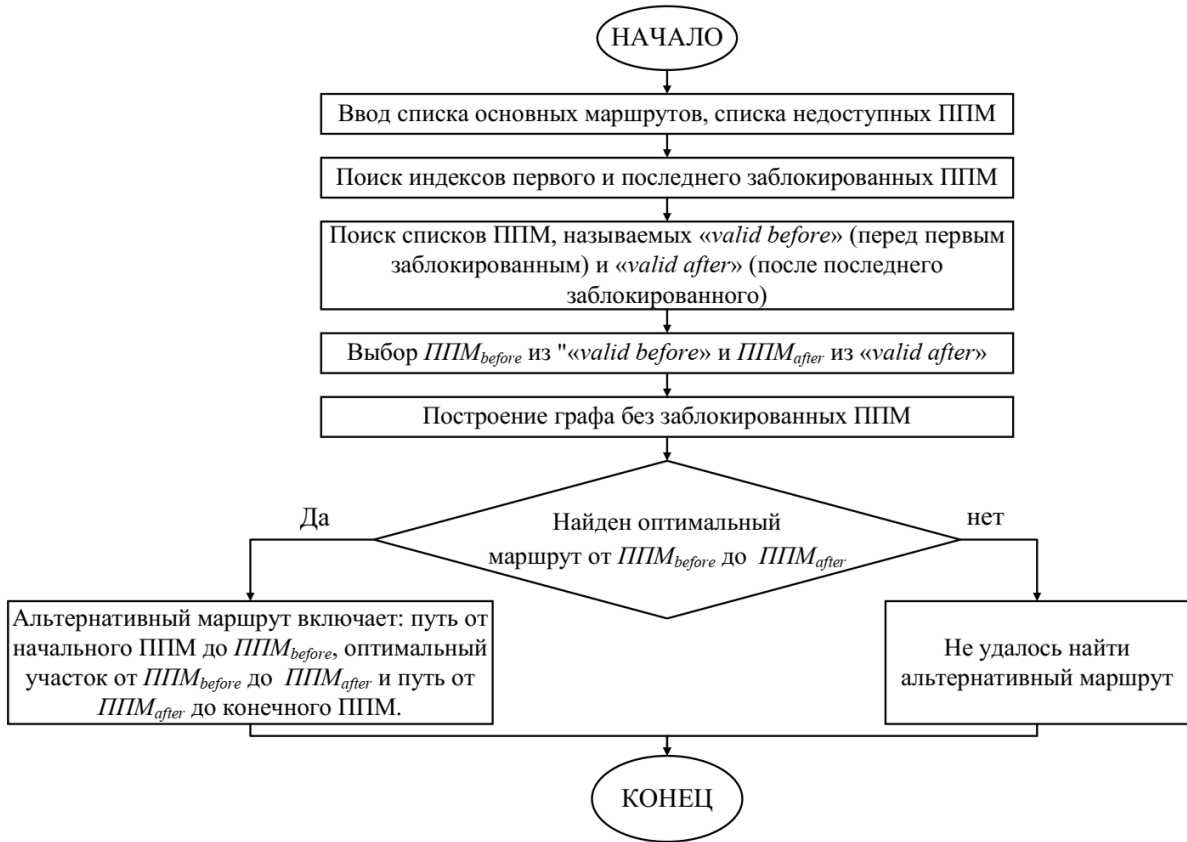 НАЧАЛО
Ввод списка основных маршрутов, списка недоступных ППМ
Поиск индексов первого и последнего заблокированных ППМ
Поиск списков ППМ, называемых «valid before» (перед первым
заблокированным) и «valid after» (после последнего
заблокированного)
Выбор ППМbefore из "«valid before» и ППМafter из «valid after»
Построение графа без заблокированных ППМ
Да
Найден оптимальный
маршрут от ППМbefore до ППМafter
нет
Альтернативный маршрут включает: путь от
начального ППМ до ППМbefore, оптимальный
участок от ППМbefore до ППМafter и путь от
ППМafter до конечного ППМ.
Не удалось найти
альтернативный маршрут
КОНЕЦ